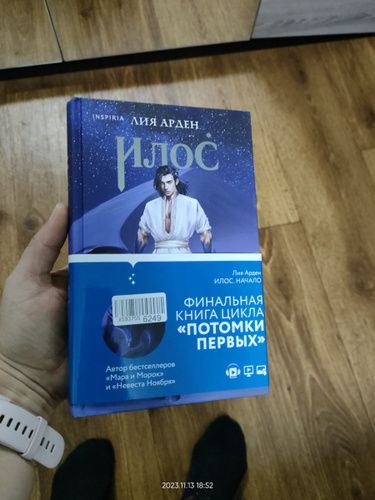 INSPIRIA
ЛИЯ АРДЕН
ИЛОС
Лия Арден
ИЛОС. НАЧАЛО
ФИНАЛЬНАЯ
КНИГА ЦИКЛА
«ПОТОМКИ
ПЕРВЫХ»
6249
Автор бестселлеров
«Мара и Морок»
и «Невеста Ноября»
2023.11.13 18:52